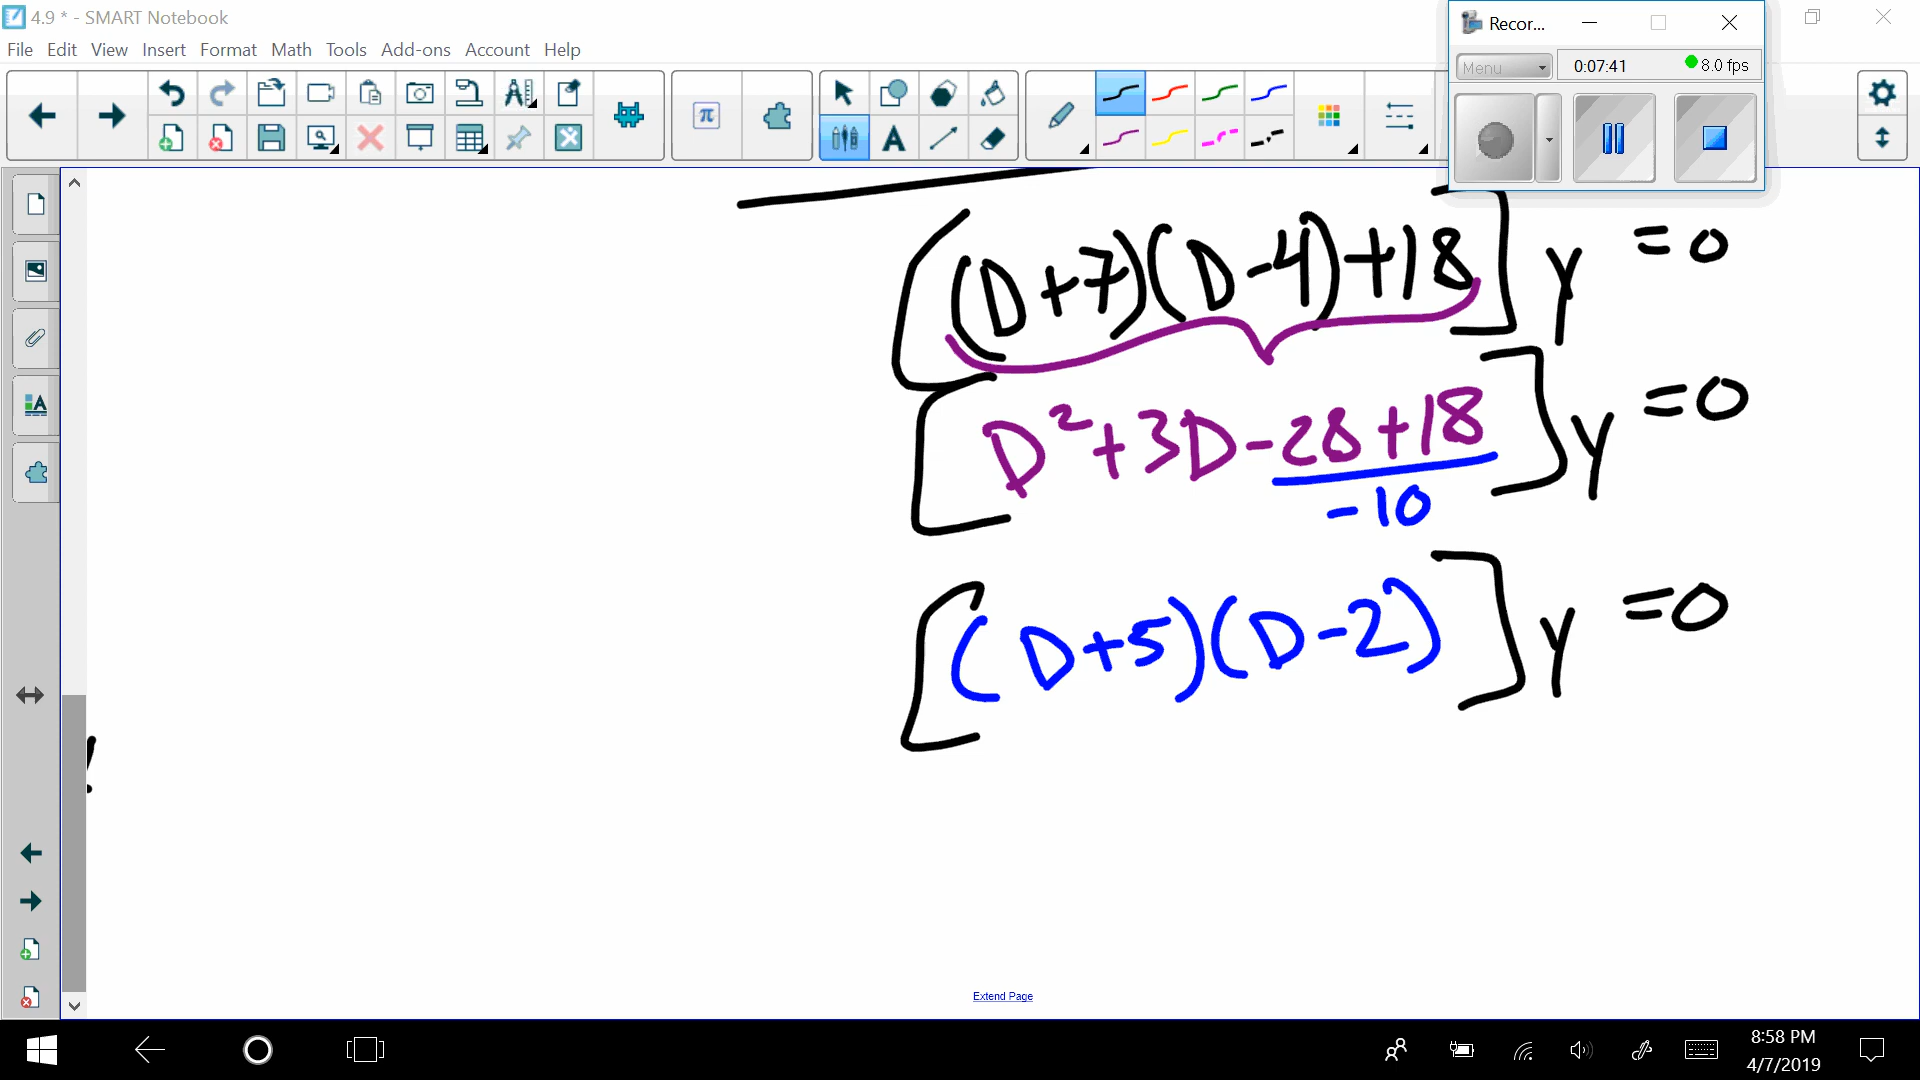 4.9 * - SMART Notebook
File Edit View Insert Format Math Tools Add-ons Account Help
Recor...
Menu 0:07:41 8.0 fps
π
A
[(D+7)(D-4)+18]y =0
[D²+3D-28+18]y =0
-10
[(D+5)(D-2)]y =0
Extend Page
8:58 PM
4/7/2019